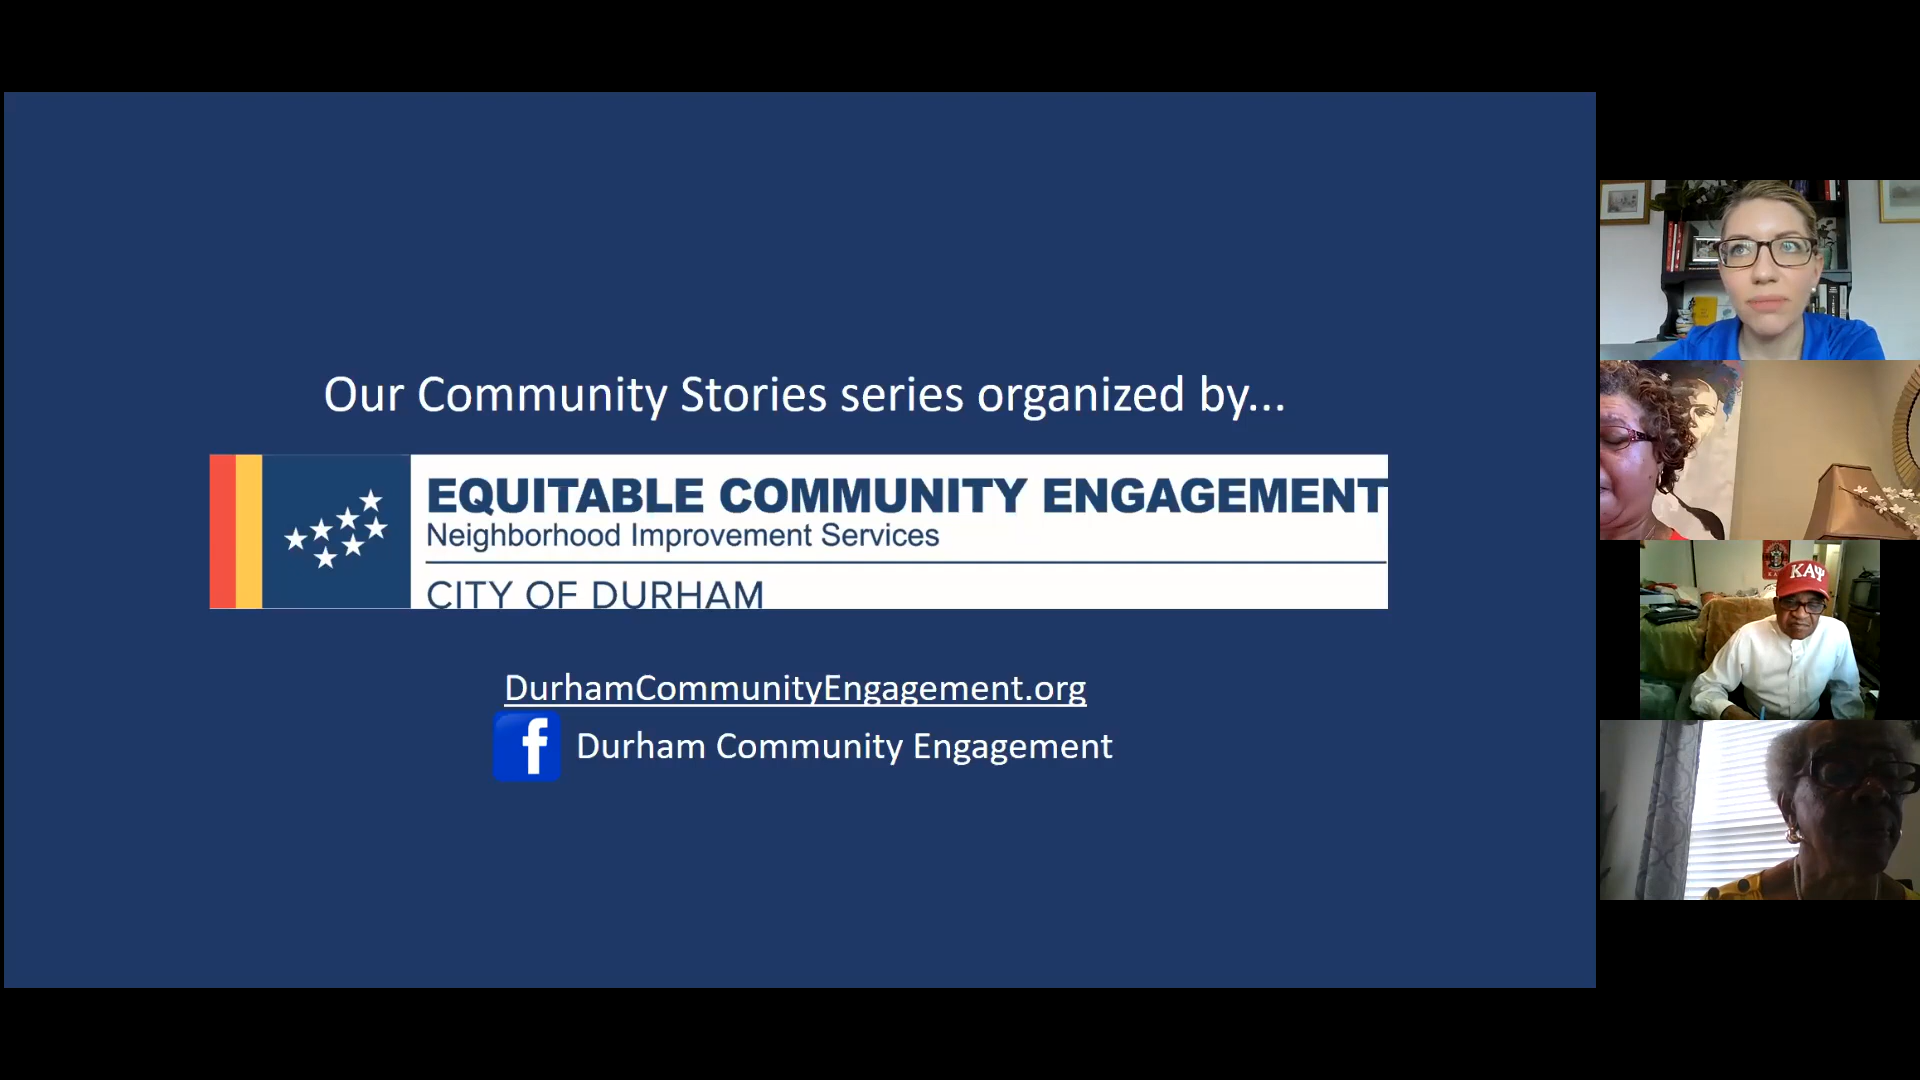 Our Community Stories series organized by...
EQUITABLE COMMUNITY ENGAGEMENT
Neighborhood Improvement Services
CITY OF DURHAM
DurhamCommunityEngagement.org
f Durham Community Engagement
ΚΑΨ